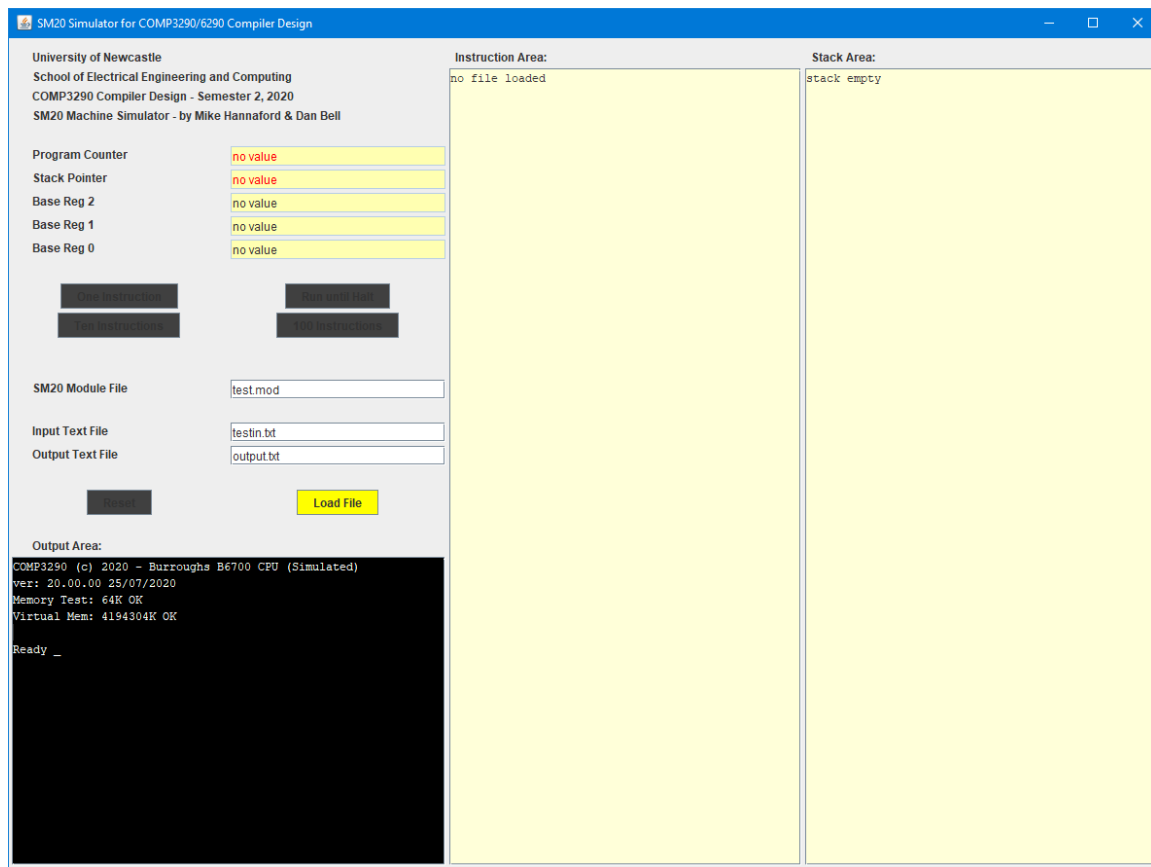 SM20 Simulator for COMP3290/6290 Compiler Design
University of Newcastle
School of Electrical Engineering and Computing
COMP3290 Compiler Design - Semester 2, 2020
SM20 Machine Simulator - by Mike Hannaford & Dan Bell
Program Counter no value
Stack Pointer no value
Base Reg 2 no value
Base Reg 1 no value
Base Reg 0 no value
One Instruction Run until Halt
Ten Instructions 100 Instructions
SM20 Module File test.mod
Input Text File testin.txt
Output Text File output.txt
Reset Load File
Output Area:
COMP3290 (c) 2020 - Burroughs B6700 CPU (Simulated)
ver: 20.00.00 25/07/2020
Memory Test: 64K OK
Virtual Mem: 4194304K OK
Ready _
Instruction Area:
no file loaded
Stack Area:
stack empty